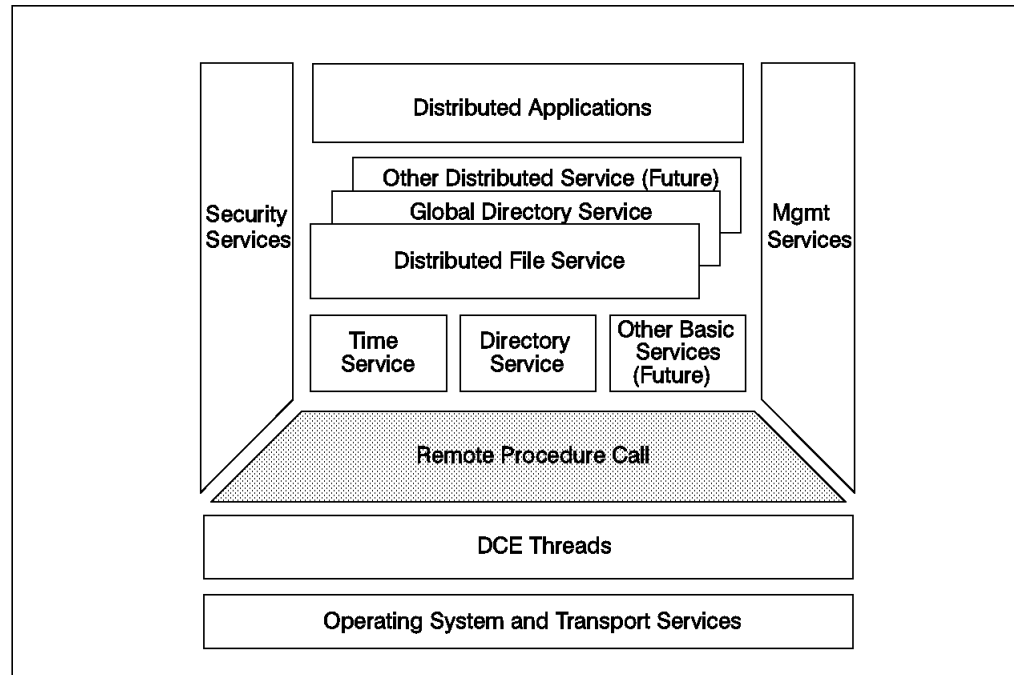 Distributed Applications
Other Distributed Service (Future)
Global Directory Service
Distributed File Service
Security
Services
Mgmt
Services
Time
Service
Directory
Service
Other Basic
Services
(Future)
Remote Procedure Call
DCE Threads
Operating System and Transport Services